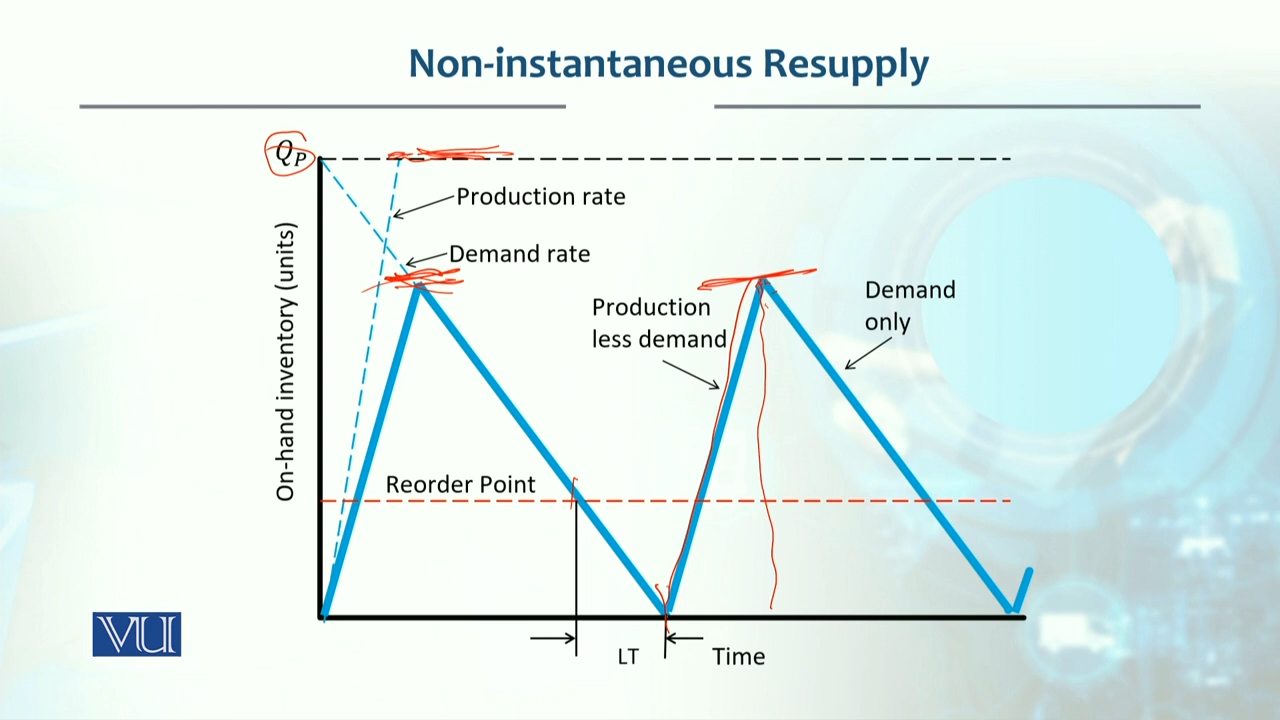 Non-instantaneous Resupply
Q_P
Production rate
Demand rate
Production
less demand
Demand
only
On-hand inventory (units)
Reorder Point
LT
Time
VU